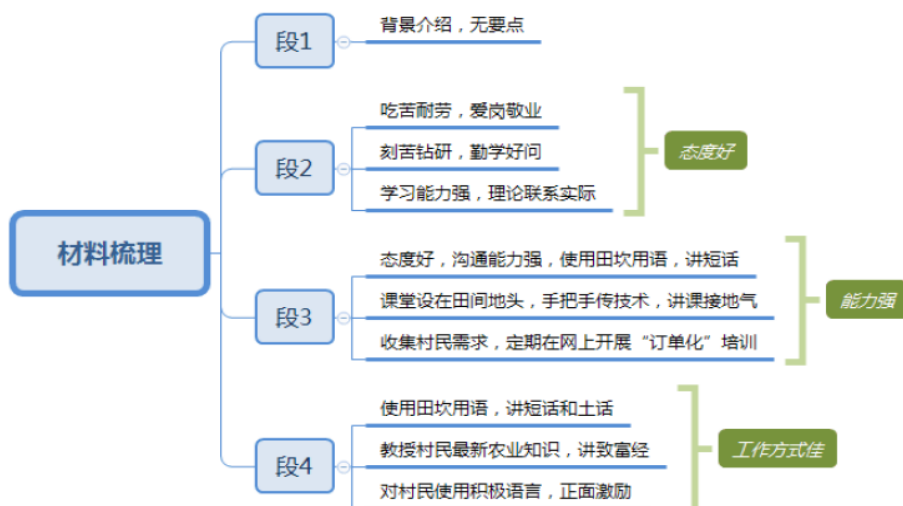 材料梳理
段1
背景介绍，无要点
段2
吃苦耐劳，爱岗敬业
刻苦钻研，勤学好问
学习能力强，理论联系实际
态度好
段3
态度好，沟通能力强，使用田坎用语，讲短话
课堂设在田间地头，手把手传技术，讲课接地气
收集村民需求，定期在网上开展“订单化”培训
能力强
段4
使用田坎用语，讲短话和土话
教授村民最新农业知识，讲致富经
对村民使用积极语言，正面激励
工作方式佳